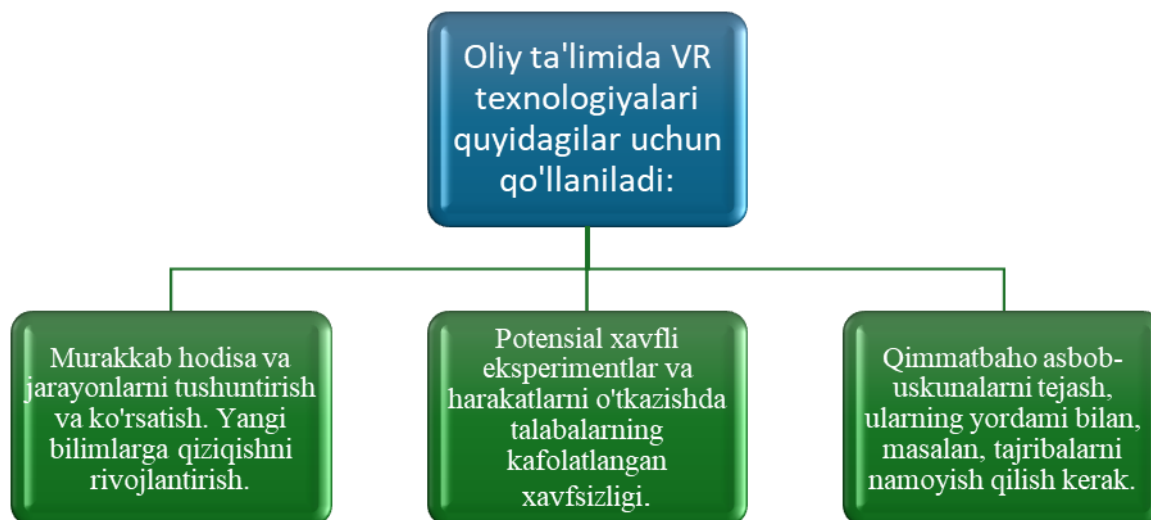 Oliy ta'limida VR
texnologiyalari
quyidagilar uchun
qo'llaniladi:
Murakkab hodisa va
jarayonlarni tushuntirish
va ko'rsatish. Yangi
bilimlarga qiziqishni
rivojlantirish.
Potensial xavfli
eksperimentlar va
harakatlarni o'tkazishda
talabalarning
kafolatlangan
xavfsizligi.
Qimmatbaho asbob-
uskunalarni tejash,
ularning yordami bilan,
masalan, tajribalarni
namoyish qilish kerak.